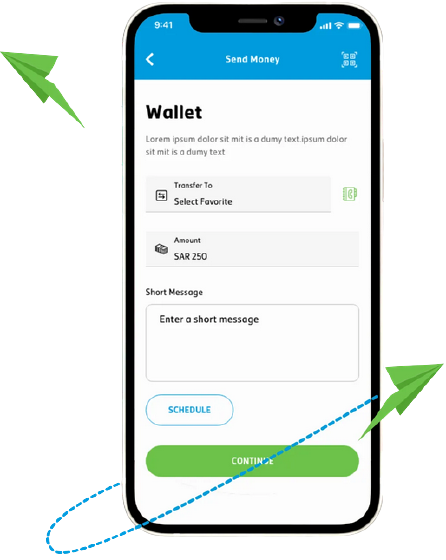 9:41
Send Money
Wallet
Lorem ipsum dolor sit mit is a dumy text.ipsum dolor
sit mit is a dumy text
Transfer To
Select Favorite
Amount
SAR 250
Short Message
Enter a short message
SCHEDULE
CONTINUE